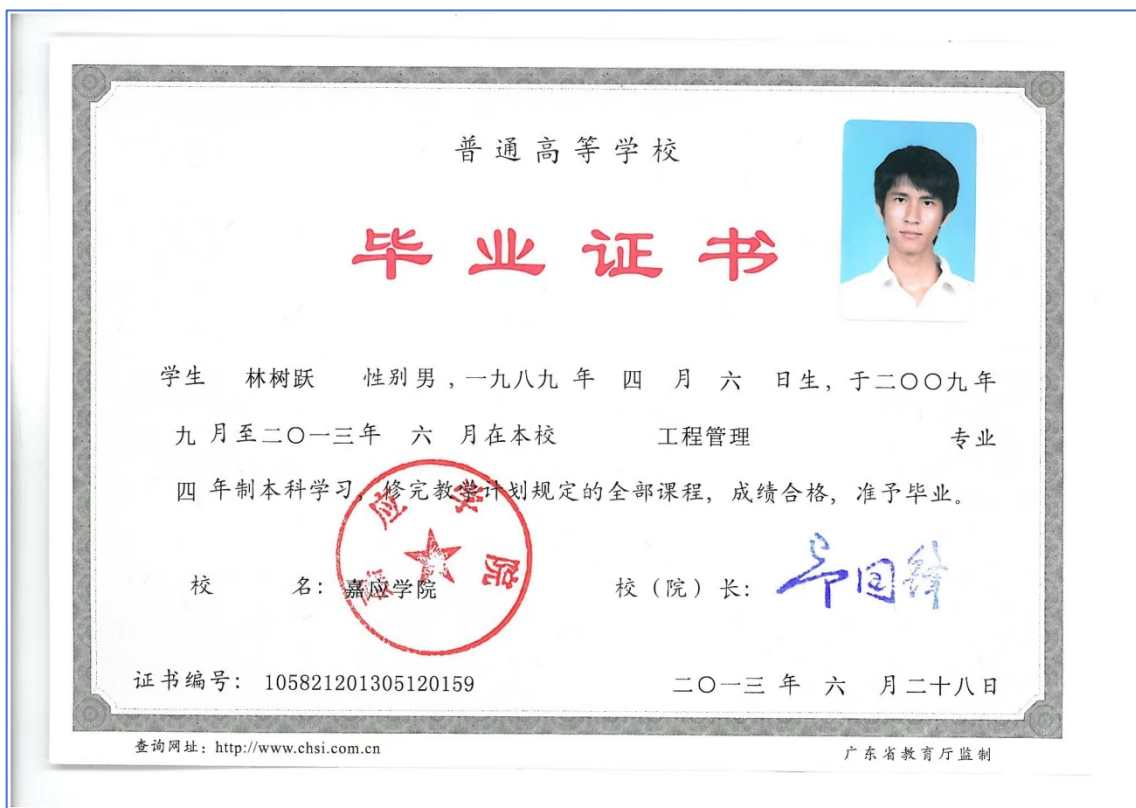 普通高等学校
毕业证书
学生 林树跃 性别男，一九八九 年 四 月 六 日生，于二〇〇九年
九 月至二〇一三年 六 月在本校 工程管理 专业
四 年制本科学习，修完教学计划规定的全部课程，成绩合格，准予毕业。
嘉应学院
校 名：嘉应学院 校（院）长：
证书编号： 105821201305120159 二〇一三 年 六 月二十八日
查询网址：http://www.chsi.com.cn 广东省教育厅监制